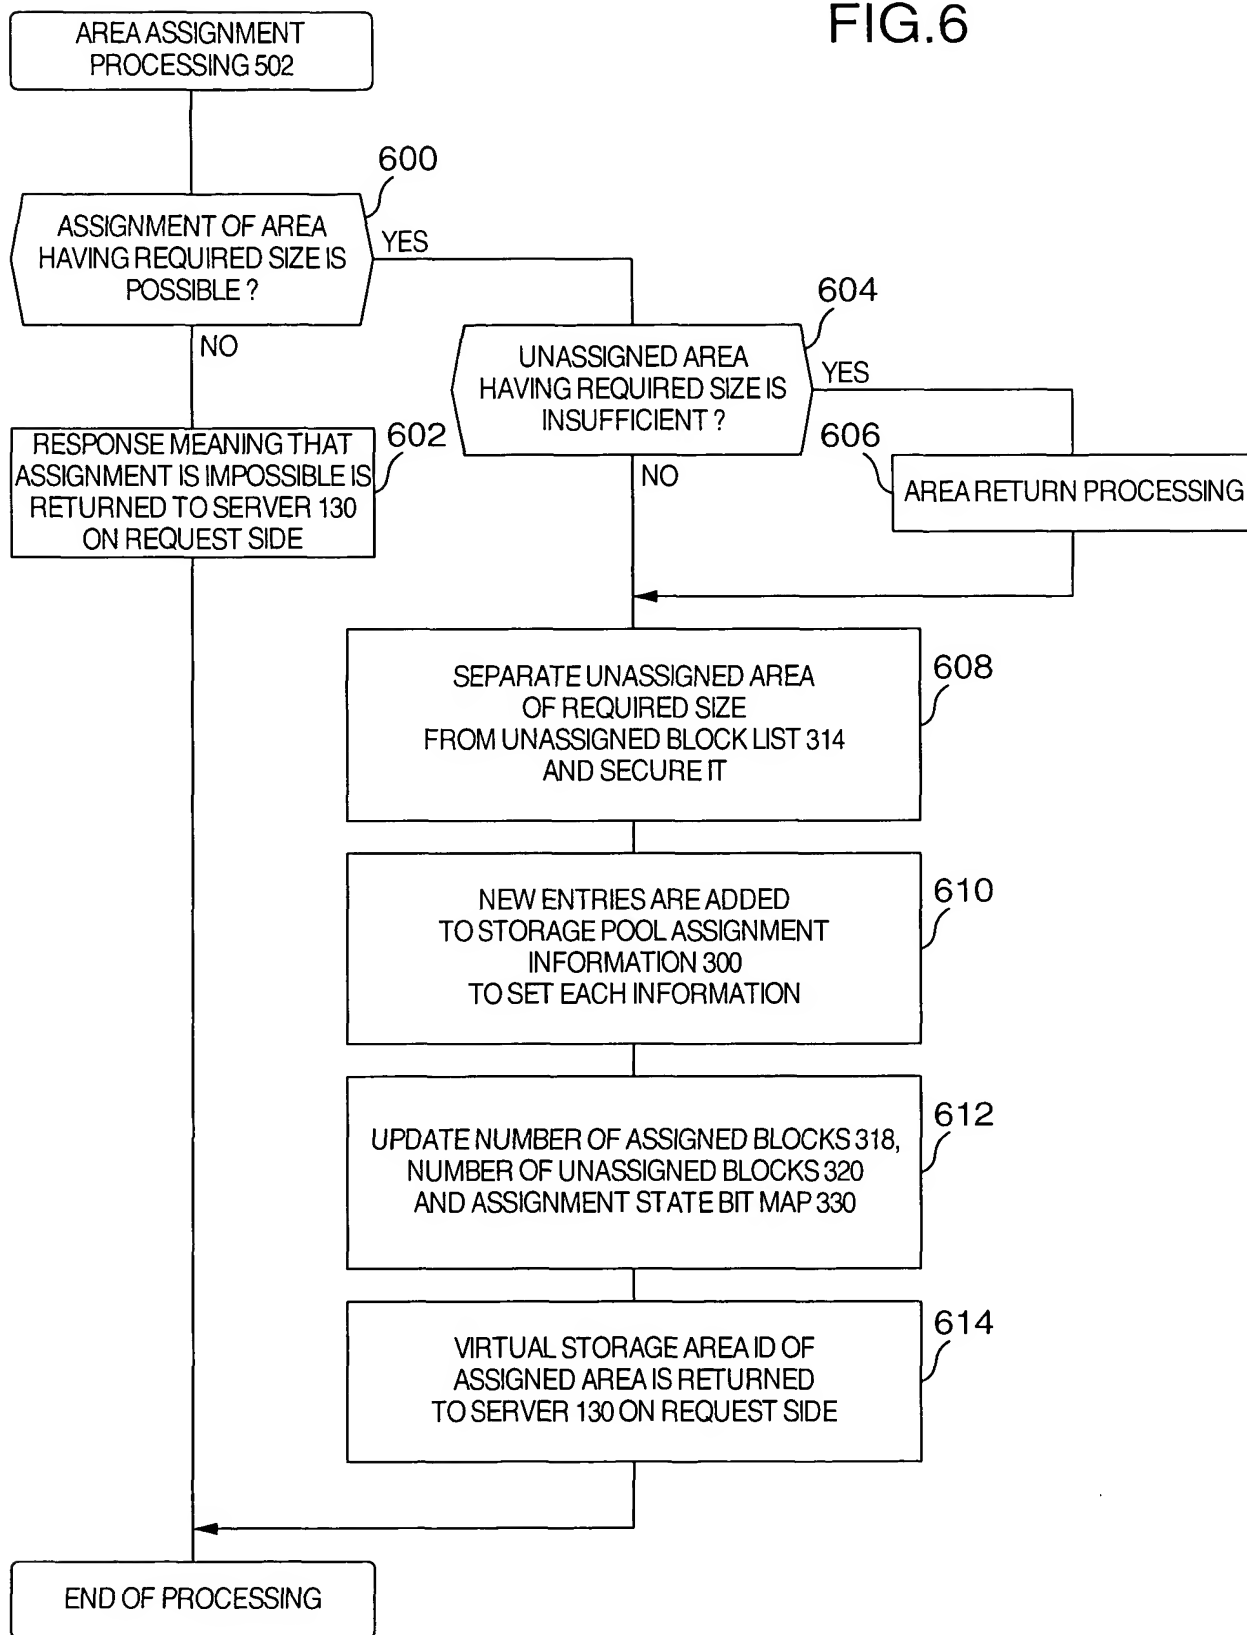 FIG.6
AREA ASSIGNMENT
PROCESSING 502
600
ASSIGNMENT OF AREA
HAVING REQUIRED SIZE IS
POSSIBLE ?
YES
NO
604
UNASSIGNED AREA
HAVING REQUIRED SIZE IS
INSUFFICIENT ?
YES
NO
602
RESPONSE MEANING THAT
ASSIGNMENT IS IMPOSSIBLE IS
RETURNED TO SERVER 130
ON REQUEST SIDE
606
AREA RETURN PROCESSING
608
SEPARATE UNASSIGNED AREA
OF REQUIRED SIZE
FROM UNASSIGNED BLOCK LIST 314
AND SECURE IT
610
NEW ENTRIES ARE ADDED
TO STORAGE POOL ASSIGNMENT
INFORMATION 300
TO SET EACH INFORMATION
612
UPDATE NUMBER OF ASSIGNED BLOCKS 318,
NUMBER OF UNASSIGNED BLOCKS 320
AND ASSIGNMENT STATE BIT MAP 330
614
VIRTUAL STORAGE AREA ID OF
ASSIGNED AREA IS RETURNED
TO SERVER 130 ON REQUEST SIDE
END OF PROCESSING